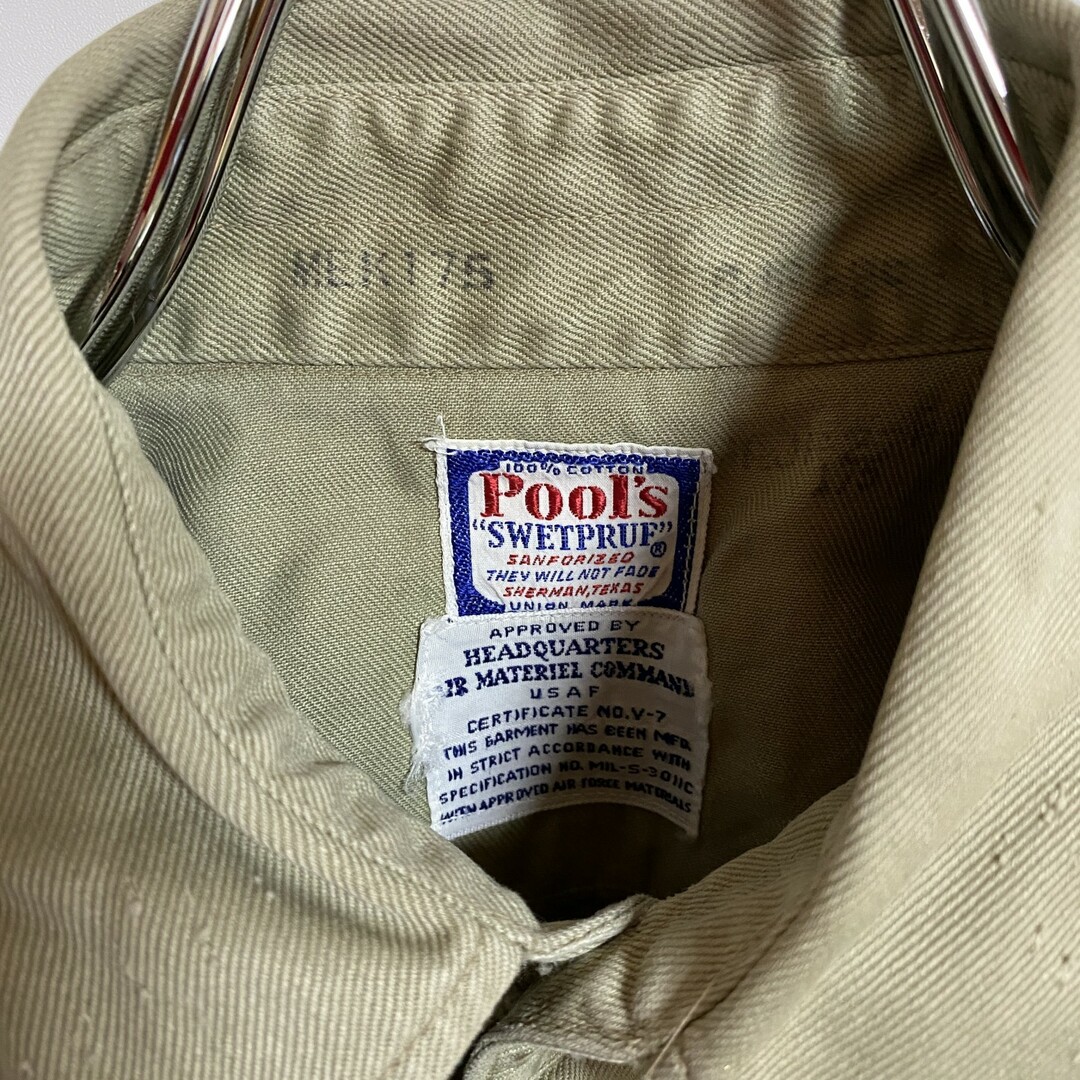 100% COTTON
Pool's
"SWETPRUF"®
SANFORIZED
THEY WILL NOT FADE
SHERMAN, TEXAS
UNION MARK
APPROVED BY
HEADQUARTERS
AIR MATERIEL COMMAND
USAF
CERTIFICATE NO. V-7
THIS GARMENT HAS BEEN MFD.
IN STRICT ACCORDANCE WITH
SPECIFICATION NO. MIL-S-3011C
WITH APPROVED AIR FORCE MATERIALS